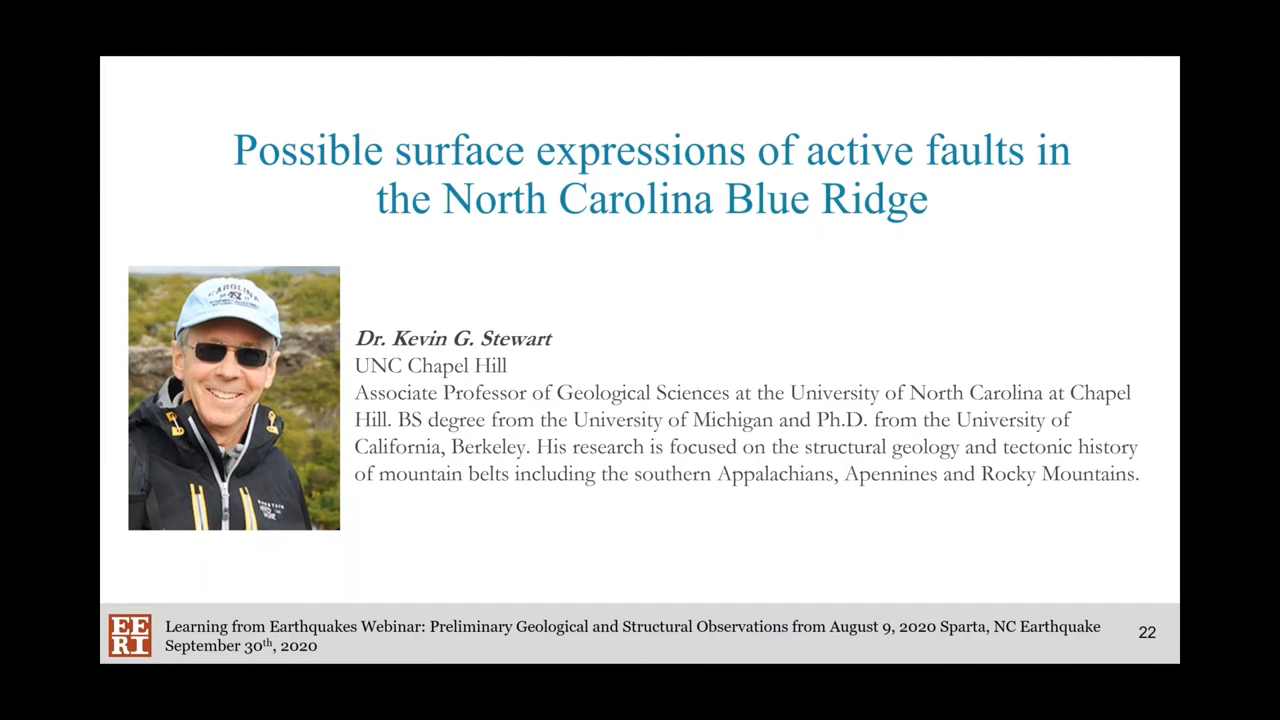 Possible surface expressions of active faults in
the North Carolina Blue Ridge
CAROLINA
Dr. Kevin G. Stewart
UNC Chapel Hill
Associate Professor of Geological Sciences at the University of North Carolina at Chapel
Hill. BS degree from the University of Michigan and Ph.D. from the University of
California, Berkeley. His research is focused on the structural geology and tectonic history
of mountain belts including the southern Appalachians, Apennines and Rocky Mountains.
EE
RI
Learning from Earthquakes Webinar: Preliminary Geological and Structural Observations from August 9, 2020 Sparta, NC Earthquake
September 30th, 2020
22